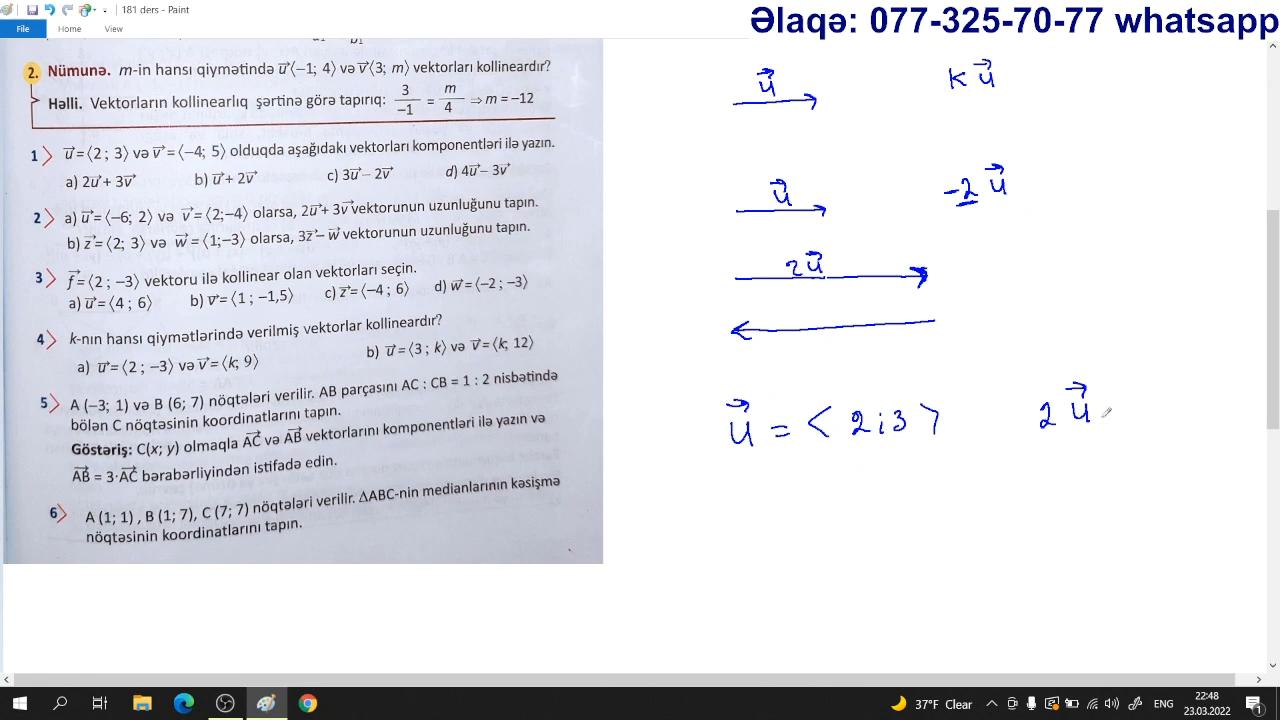 181 ders - Paint
Əlaqə: 077-325-70-77 whatsapp
File Home View
2. Nümunə. m-in hansı qiymətində u⃗⟨−1; 4⟩ və v⃗⟨3; m⟩ vektorları kollineardır?
Həlli. Vektorların kollinearlıq şərtinə görə tapırıq: 3/−1 = m/4 ⇒ m = −12
1 u⃗ = ⟨2 ; 3⟩ və v⃗ = ⟨−4; 5⟩ olduqda aşağıdakı vektorları komponentləri ilə yazın.
a) 2u⃗ + 3v⃗ b) u⃗ + 2v⃗ c) 3u⃗ − 2v⃗ d) 4u⃗ − 3v⃗
2 a) u⃗ = ⟨−6; 2⟩ və v⃗ = ⟨2;−4⟩ olarsa, 2u⃗ + 3v⃗ vektorunun uzunluğunu tapın.
b) z⃗ = ⟨2; 3⟩ və w⃗ = ⟨1;−3⟩ olarsa, 3z⃗ − w⃗ vektorunun uzunluğunu tapın.
3 f⃗ = ⟨2 ; −3⟩ vektoru ilə kollinear olan vektorları seçin.
a) u⃗ = ⟨4 ; 6⟩ b) v⃗ = ⟨1 ; −1,5⟩ c) z⃗ = ⟨−4 ; 6⟩ d) w⃗ = ⟨−2 ; −3⟩
4 k-nın hansı qiymətlərində verilmiş vektorlar kollineardır?
a) u⃗ = ⟨2 ; −3⟩ və v⃗ = ⟨k; 9⟩ b) u⃗ = ⟨3 ; k⟩ və v⃗ = ⟨k; 12⟩
5 A (−3; 1) və B (6; 7) nöqtələri verilir. AB parçasını AC : CB = 1 : 2 nisbətində
bölən C nöqtəsinin koordinatlarını tapın.
Göstəriş: C(x; y) olmaqla A͞C⃗ və A͞B⃗ vektorlarını komponentləri ilə yazın və
A͞B⃗ = 3·A͞C⃗ bərabərliyindən istifadə edin.
6 A (1; 1) , B (1; 7), C (7; 7) nöqtələri verilir. ∆ABC-nin medianlarının kəsişmə
nöqtəsinin koordinatlarını tapın.
u⃗ k u⃗
u⃗ −2 u⃗
2u⃗
u⃗ = < 2 ; 3 > 2 u⃗
37°F Clear ENG 22:48
23.03.2022